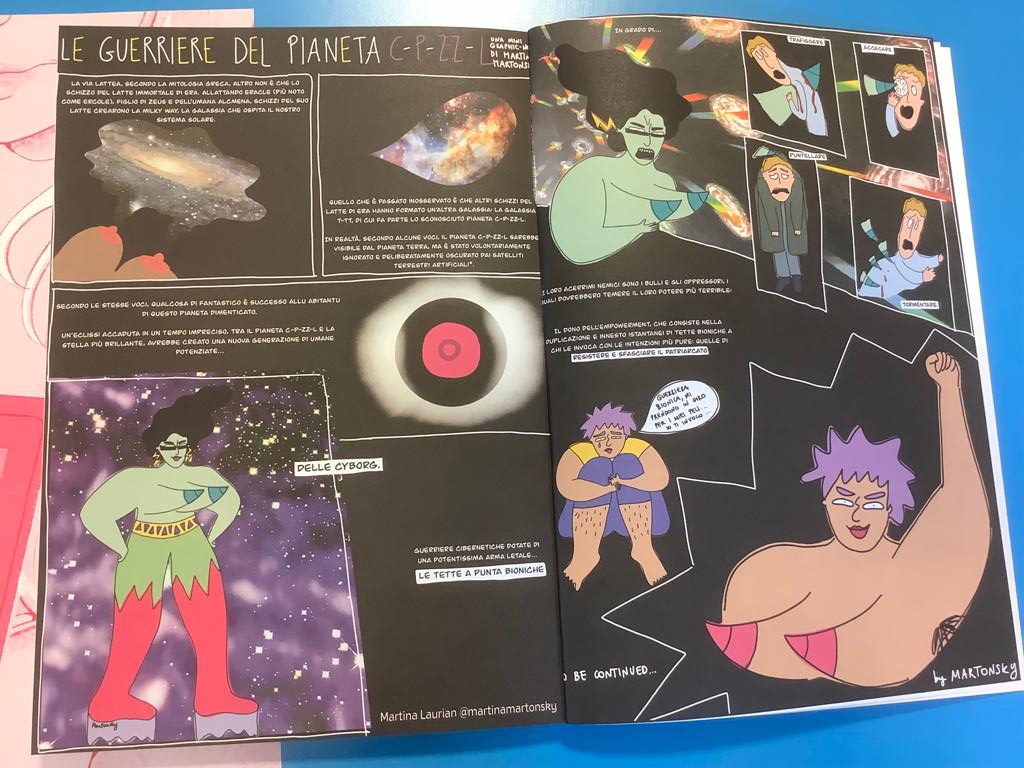 LE GUERRIERE DEL PIANETA C-P-ZZ-L
UNA MINI
GRAPHIC-
DI MARTI
MARTONS
LA VIA LATTEA, SECONDO LA MITOLOGIA GRECA, ALTRO NON È CHE LO
SCHIZZO DEL LATTE IMMORTALE DI ERA. ALLATTANDO ERACLE (PIÙ NOTO
COME ERCOLE), FIGLIO DI ZEUS E DELL'UMANA ALCMENA, SCHIZZI DEL SUO
LATTE CREARONO LA MILKY WAY, LA GALASSIA CHE OSPITA IL NOSTRO
SISTEMA SOLARE.
QUELLO CHE È PASSATO INOSSERVATO È CHE ALTRI SCHIZZI DEL
LATTE DI ERA HANNO FORMATO UN'ALTRA GALASSIA: LA GALASSIA
T-TT, DI CUI FA PARTE LO SCONOSCIUTO PIANETA C-P-ZZ-L.
IN REALTÀ, SECONDO ALCUNE VOCI, IL PIANETA C-P-ZZ-L SAREBBE
VISIBILE DAL PIANETA TERRA, MA È STATO VOLONTARIAMENTE
IGNORATO E DELIBERATAMENTE OSCURATO DAI SATELLITI
TERRESTRI ARTIFICIALI*.
SECONDO LE STESSE VOCI, QUALCOSA DI FANTASTICO È SUCCESSO ALLU ABITANTU
DI QUESTO PIANETA DIMENTICATO.
UN'ECLISSI ACCADUTA IN UN TEMPO IMPRECISO, TRA IL PIANETA C-P-ZZ-L E LA
STELLA PIÙ BRILLANTE, AVREBBE CREATO UNA NUOVA GENERAZIONE DI UMANE
POTENZIATE...
DELLE CYBORG.
GUERRIERE CIBERNETICHE DOTATE DI
UNA POTENTISSIMA ARMA LETALE...
LE TETTE A PUNTA BIONICHE
Martonsky
Martina Laurian @martinamartonsky
IN GRADO DI...
TRAFIGGERE
ACCECARE
PUNTELLARE
TORMENTARE
I LORO ACERRIMI NEMICI SONO I BULLI E GLI OPPRESSORI, I
QUALI DOVREBBERO TEMERE IL LORO POTERE PIÙ TERRIBILE:
IL DONO DELL'EMPOWERMENT, CHE CONSISTE NELLA
DUPLICAZIONE E INNESTO ISTANTANEI DI TETTE BIONICHE A
CHI LE INVOCA CON LE INTENZIONI PIÙ PURE: QUELLE DI
RESISTERE E SFASCIARE IL PATRIARCATO
GUERRIERA
BIONICA, MI
PRENDONO IN GIRO
PER I MIEI PELI...
IO TI INVOCO...
O BE CONTINUED...
by MARTONSKY